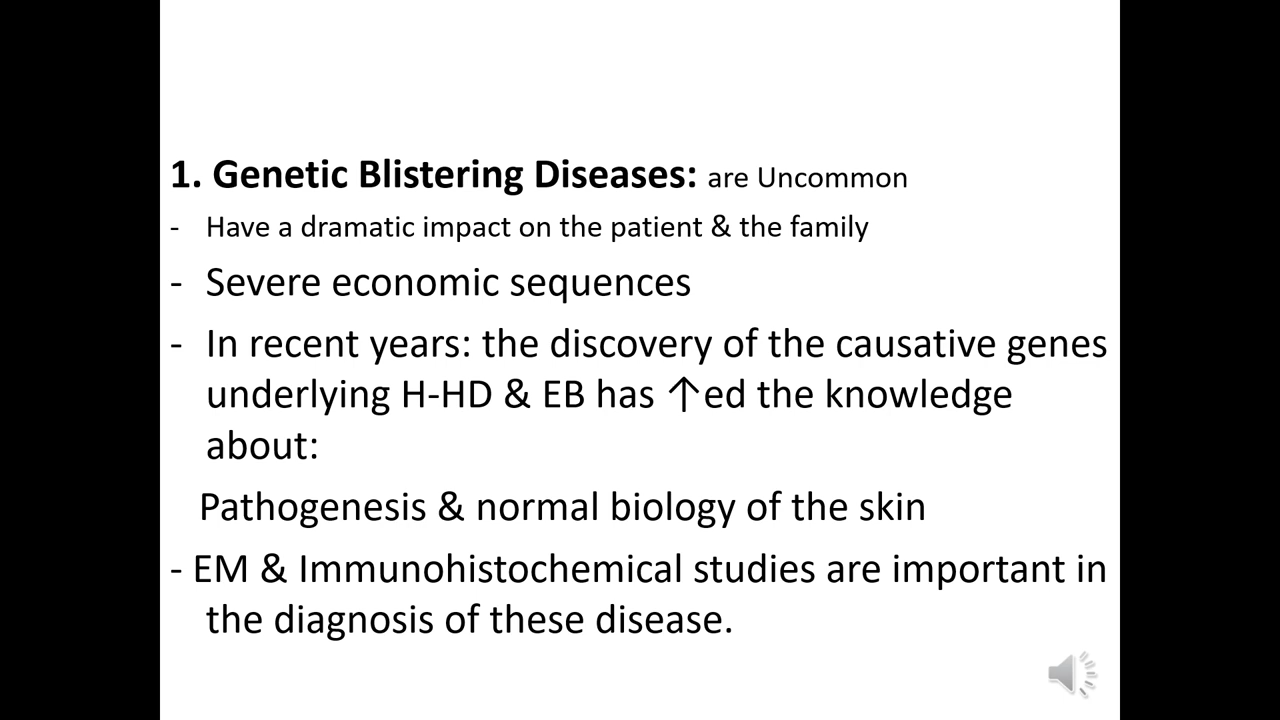 1. Genetic Blistering Diseases: are Uncommon
- Have a dramatic impact on the patient & the family
- Severe economic sequences
- In recent years: the discovery of the causative genes
underlying H-HD & EB has ↑ed the knowledge
about:
Pathogenesis & normal biology of the skin
- EM & Immunohistochemical studies are important in
the diagnosis of these disease.